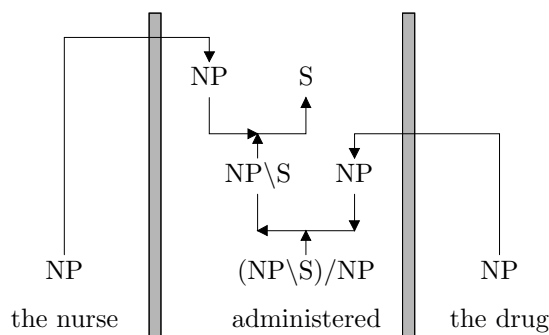 NP S
NP\S NP
NP (NP\S)/NP NP
the nurse administered the drug